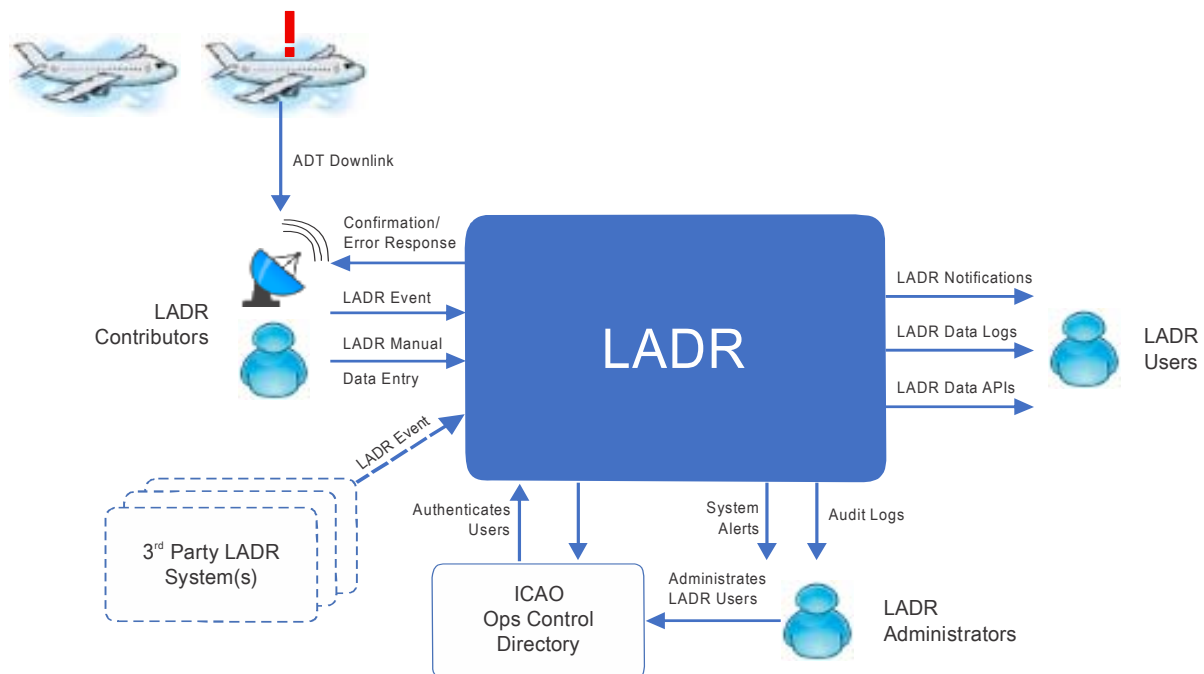 !
ADT Downlink
Confirmation/
Error Response
LADR Event
LADR Manual
Data Entry
LADR
Contributors
LADR
LADR Notifications
LADR Data Logs
LADR Data APIs
LADR
Users
LADR Event
3rd Party LADR
System(s)
Authenticates
Users
System
Alerts
Audit Logs
ICAO
Ops Control
Directory
Administrates
LADR Users
LADR
Administrators